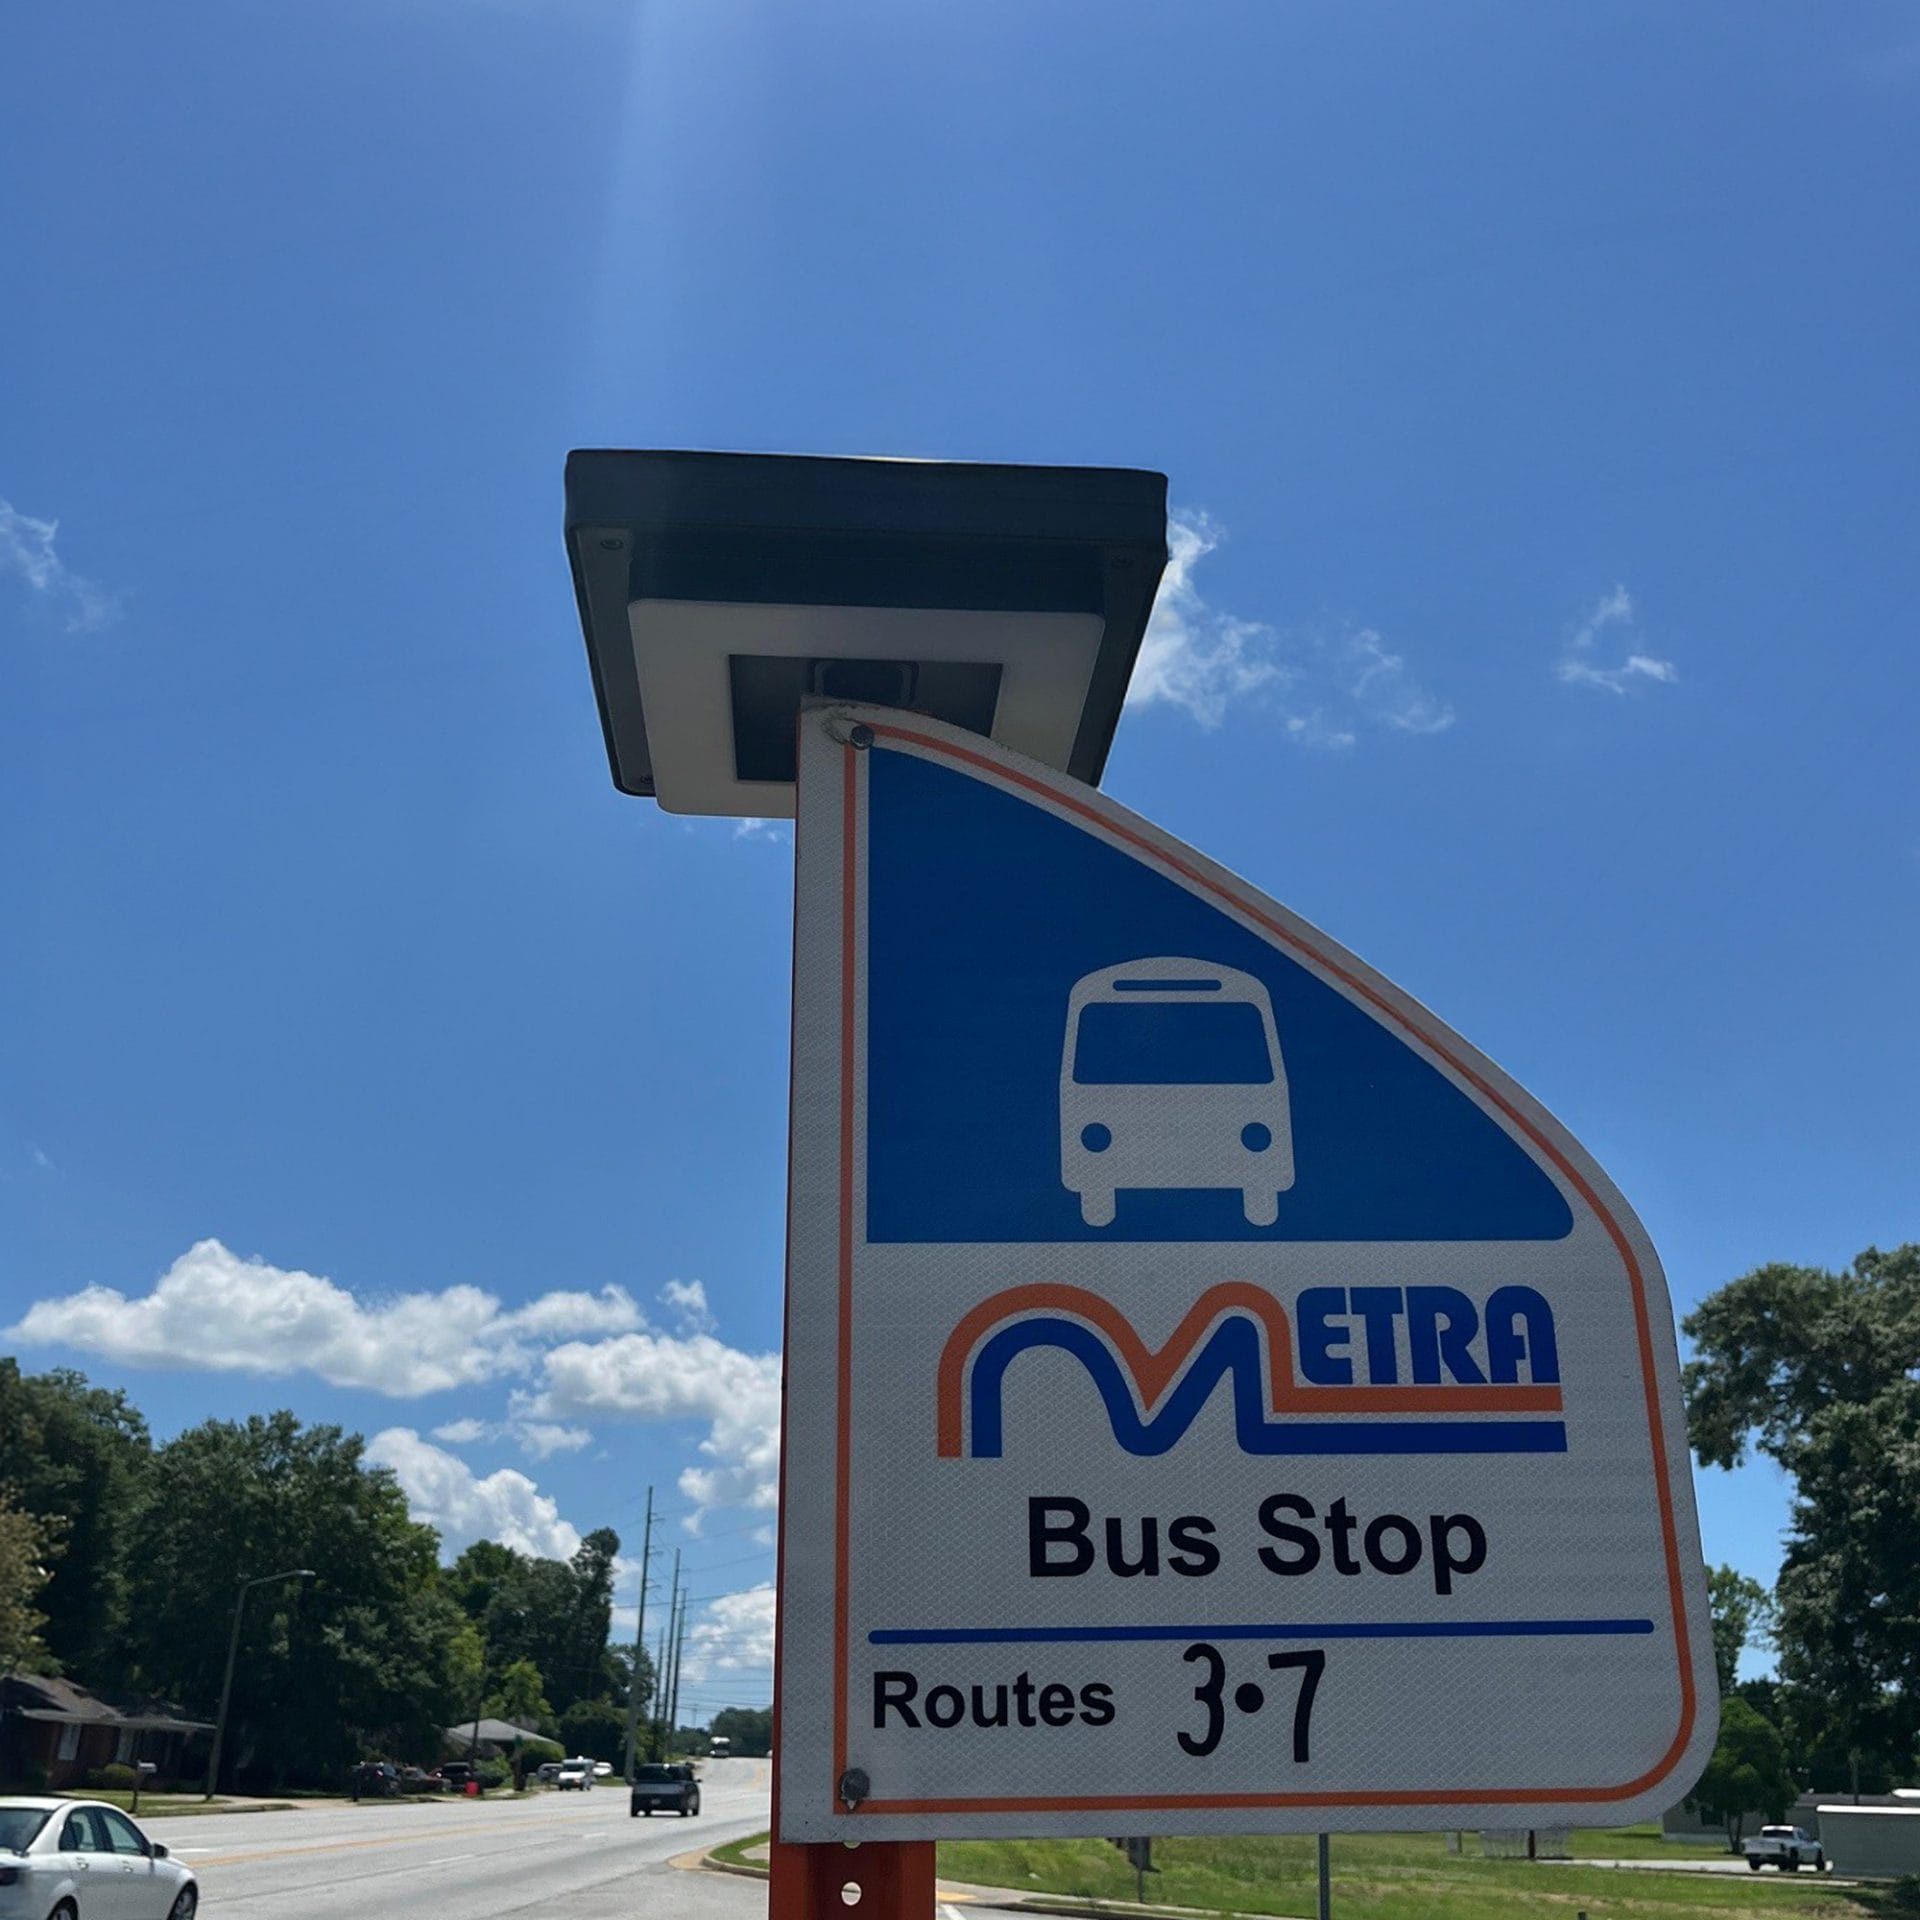 METRA
Bus Stop
Routes 3•7